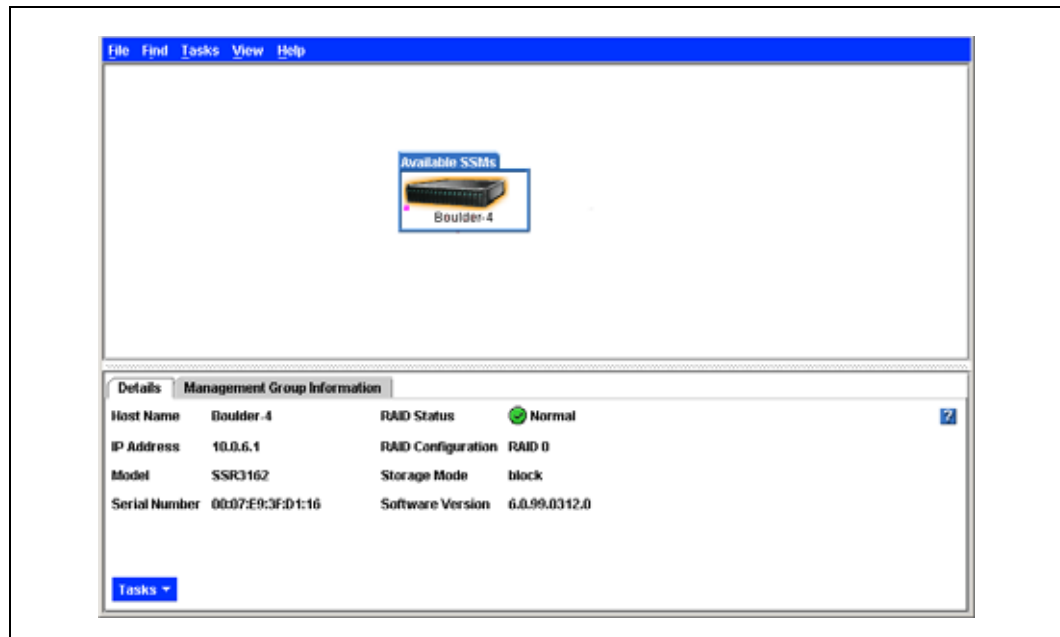 File Find Tasks View Help
Available SSMs
Boulder-4
Details Management Group Information
Host Name Boulder-4 RAID Status Normal ?
IP Address 10.0.6.1 RAID Configuration RAID 0
Model SSR3162 Storage Mode block
Serial Number 00:07:E9:3F:D1:16 Software Version 6.0.99.0312.0
Tasks